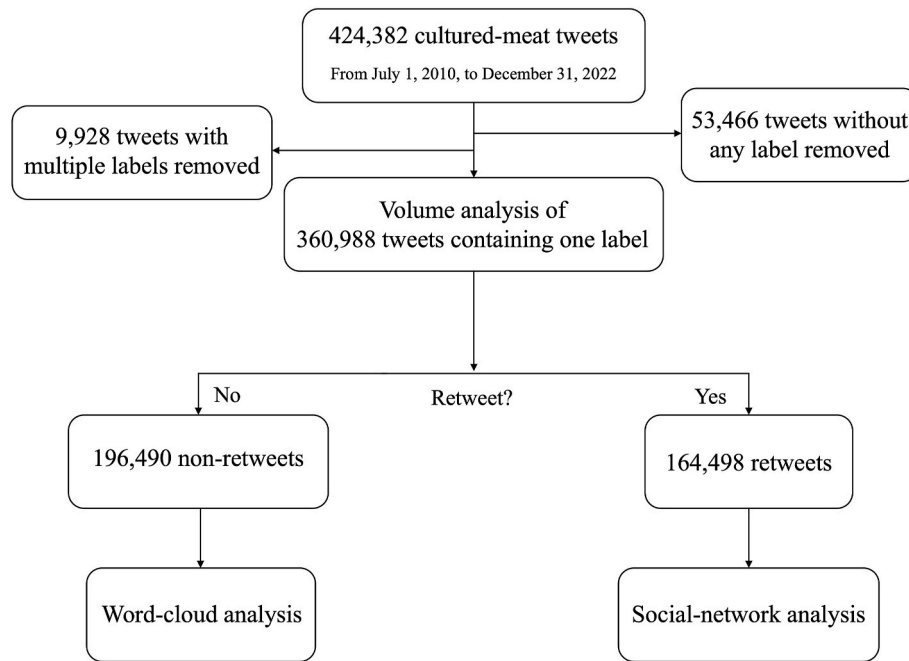 424,382 cultured-meat tweets
From July 1, 2010, to December 31, 2022
9,928 tweets with
multiple labels removed
53,466 tweets without
any label removed
Volume analysis of
360,988 tweets containing one label
No
Retweet?
Yes
196,490 non-retweets
164,498 retweets
Word-cloud analysis
Social-network analysis